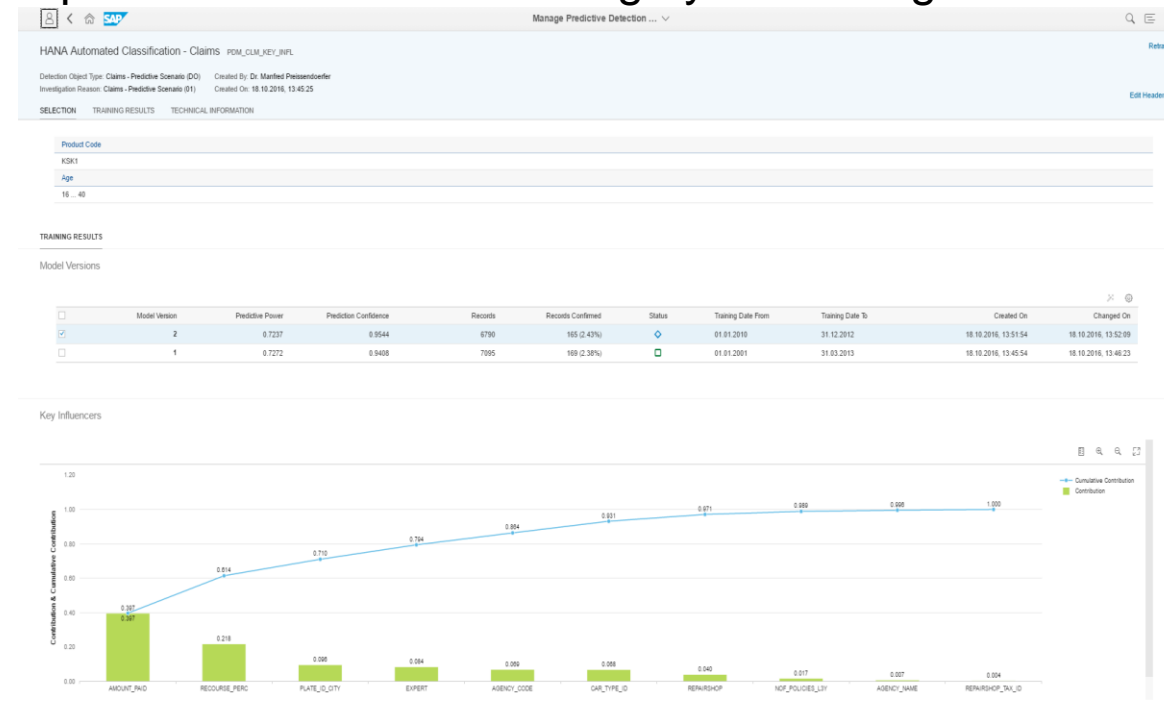 SAP
Manage Predictive Detection ...
HANA Automated Classification - Claims PDM_CLM_KEY_INFL
Retra
Detection Object Type: Claims - Predictive Scenario (DO) Created By: Dr. Manfred Preissendoerfer
Investigation Reason: Claims - Predictive Scenario (01) Created On: 18.10.2016, 13:45:25
Edit Header
SELECTION TRAINING RESULTS TECHNICAL INFORMATION
Product Code
KSK1
Age
16 ... 40
TRAINING RESULTS
Model Versions
Model Version Predictive Power Prediction Confidence Records Records Confirmed Status Training Date From Training Date To Created On Changed On
2 0.7237 0.9544 6790 165 (2.43%) 01.01.2010 31.12.2012 18.10.2016, 13:51:54 18.10.2016, 13:52:09
1 0.7272 0.9408 7095 169 (2.38%) 01.01.2001 31.03.2013 18.10.2016, 13:45:54 18.10.2016, 13:46:23
Key Influencers
Cumulative Contribution
Contribution
Contribution & Cumulative Contribution
1.20
1.00
0.80
0.60
0.40
0.20
0.00
0.397 0.614 0.710 0.794 0.864 0.931 0.971 0.989 0.996 1.000
0.397 0.218 0.096 0.084 0.069 0.068 0.040 0.017 0.007 0.004
AMOUNT_PAID RECOURSE_PERC PLATE_ID_CITY EXPERT AGENCY_CODE CAR_TYPE_ID REPAIRSHOP NOF_POLICIES_L3Y AGENCY_NAME REPAIRSHOP_TAX_ID